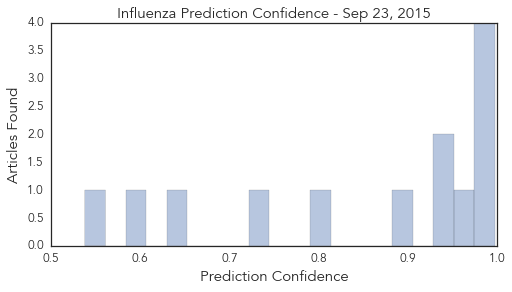 Influenza Prediction Confidence - Sep 23, 2015
4.0
3.5
3.0
2.5
2.0
1.5
1.0
0.5
0.0
Articles Found
0.5 0.6 0.7 0.8 0.9 1.0
Prediction Confidence